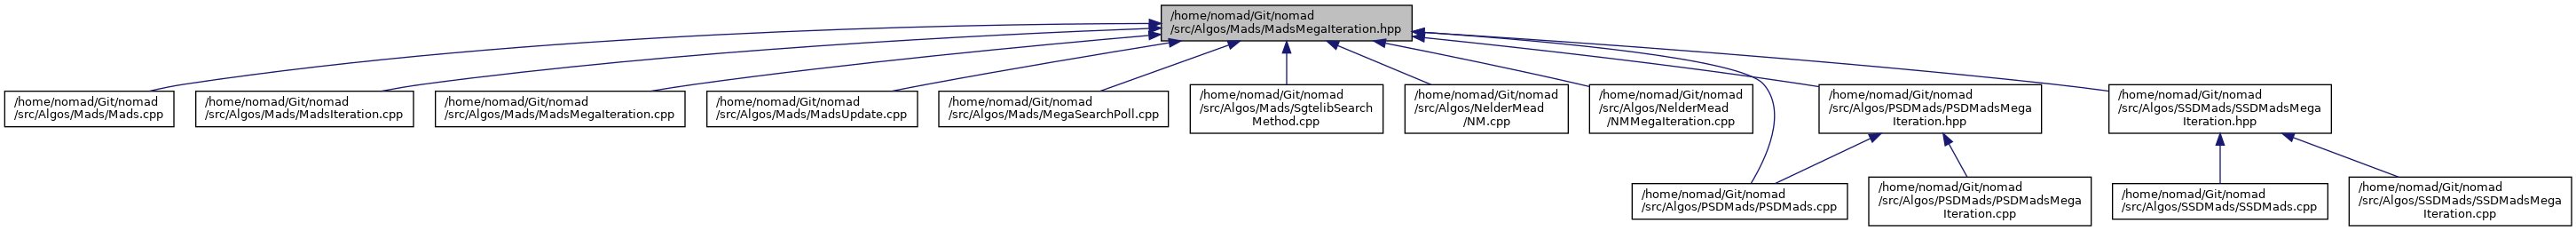 /home/nomad/Git/nomad
/src/Algos/Mads/MadsMegaIteration.hpp
/home/nomad/Git/nomad
/src/Algos/Mads/Mads.cpp
/home/nomad/Git/nomad
/src/Algos/Mads/MadsIteration.cpp
/home/nomad/Git/nomad
/src/Algos/Mads/MadsMegaIteration.cpp
/home/nomad/Git/nomad
/src/Algos/Mads/MadsUpdate.cpp
/home/nomad/Git/nomad
/src/Algos/Mads/MegaSearchPoll.cpp
/home/nomad/Git/nomad
/src/Algos/Mads/SgtelibSearch
Method.cpp
/home/nomad/Git/nomad
/src/Algos/NelderMead
/NM.cpp
/home/nomad/Git/nomad
/src/Algos/NelderMead
/NMMegaIteration.cpp
/home/nomad/Git/nomad
/src/Algos/PSDMads/PSDMadsMega
Iteration.hpp
/home/nomad/Git/nomad
/src/Algos/SSDMads/SSDMadsMega
Iteration.hpp
/home/nomad/Git/nomad
/src/Algos/PSDMads/PSDMads.cpp
/home/nomad/Git/nomad
/src/Algos/PSDMads/PSDMadsMega
Iteration.cpp
/home/nomad/Git/nomad
/src/Algos/SSDMads/SSDMads.cpp
/home/nomad/Git/nomad
/src/Algos/SSDMads/SSDMadsMega
Iteration.cpp